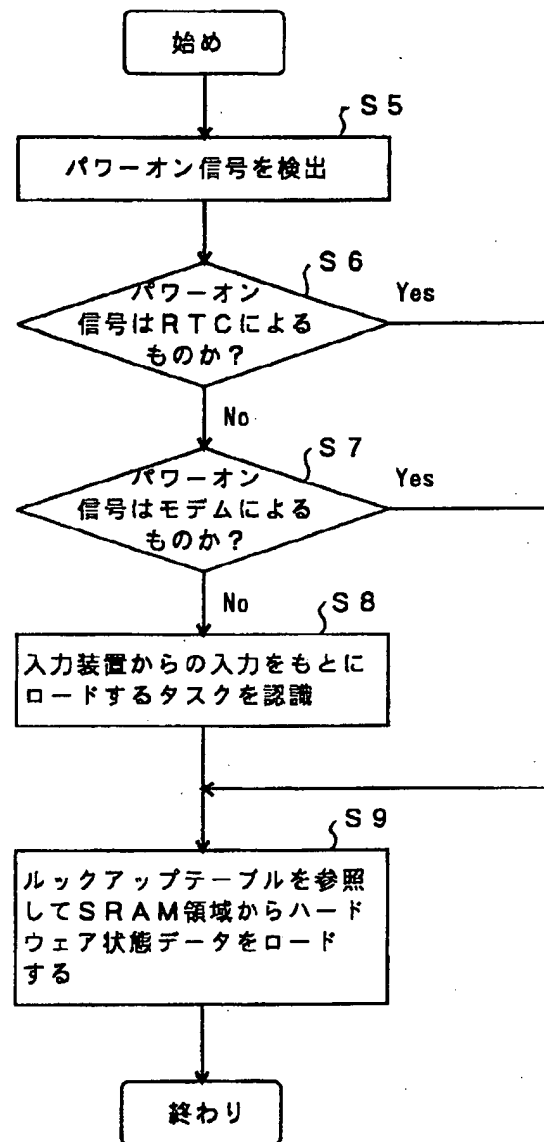 始め
S5
パワーオン信号を検出
S6
パワーオン
信号はRTCによる
ものか?
Yes
No
S7
パワーオン
信号はモデムによる
ものか?
Yes
No
S8
入力装置からの入力をもとに
ロードするタスクを認識
S9
ルックアップテーブルを参照
してSRAM領域からハード
ウェア状態データをロード
する
終わり